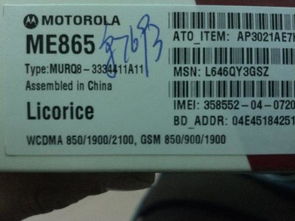 MOTOROLA
ME865
Type:MURQ8-3334411A11
Assembled in China
Licorice
WCDMA 850/1900/2100, GSM 850/900/1900
ATO_ITEM: AP3021AE7
MSN: L646QY3GSZ
IMEI: 358552-04-0720
BD_ADDR: 04E45184251